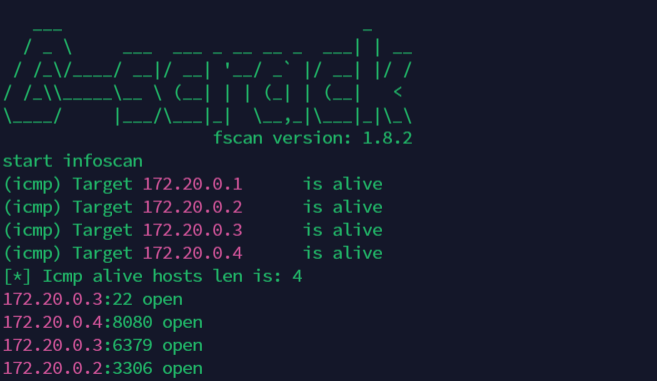 fscan version: 1.8.2
start infoscan
(icmp) Target 172.20.0.1      is alive
(icmp) Target 172.20.0.2      is alive
(icmp) Target 172.20.0.3      is alive
(icmp) Target 172.20.0.4      is alive
[*] Icmp alive hosts len is: 4
172.20.0.3:22 open
172.20.0.4:8080 open
172.20.0.3:6379 open
172.20.0.2:3306 open